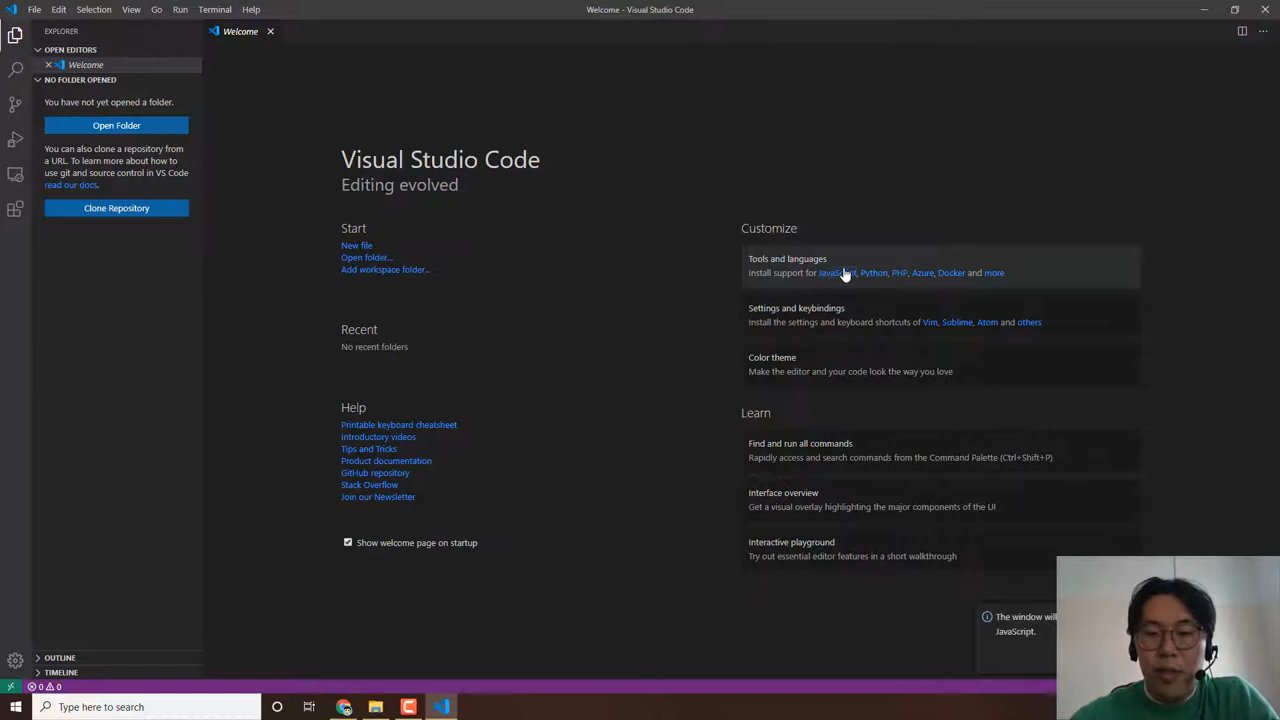 File Edit Selection View Go Run Terminal Help
Welcome - Visual Studio Code
EXPLORER
Welcome
OPEN EDITORS
Welcome
NO FOLDER OPENED
You have not yet opened a folder.
Open Folder
You can also clone a repository from
a URL. To learn more about how to
use git and source control in VS Code
read our docs.
Clone Repository
Visual Studio Code
Editing evolved
Start
New file
Open folder...
Add workspace folder...
Recent
No recent folders
Help
Printable keyboard cheatsheet
Introductory videos
Tips and Tricks
Product documentation
GitHub repository
Stack Overflow
Join our Newsletter
Show welcome page on startup
Customize
Tools and languages
Install support for JavaScript, Python, PHP, Azure, Docker and more
Settings and keybindings
Install the settings and keyboard shortcuts of Vim, Sublime, Atom and others
Color theme
Make the editor and your code look the way you love
Learn
Find and run all commands
Rapidly access and search commands from the Command Palette (Ctrl+Shift+P)
Interface overview
Get a visual overlay highlighting the major components of the UI
Interactive playground
Try out essential editor features in a short walkthrough
The window will
JavaScript.
OUTLINE
TIMELINE
0 0
Type here to search